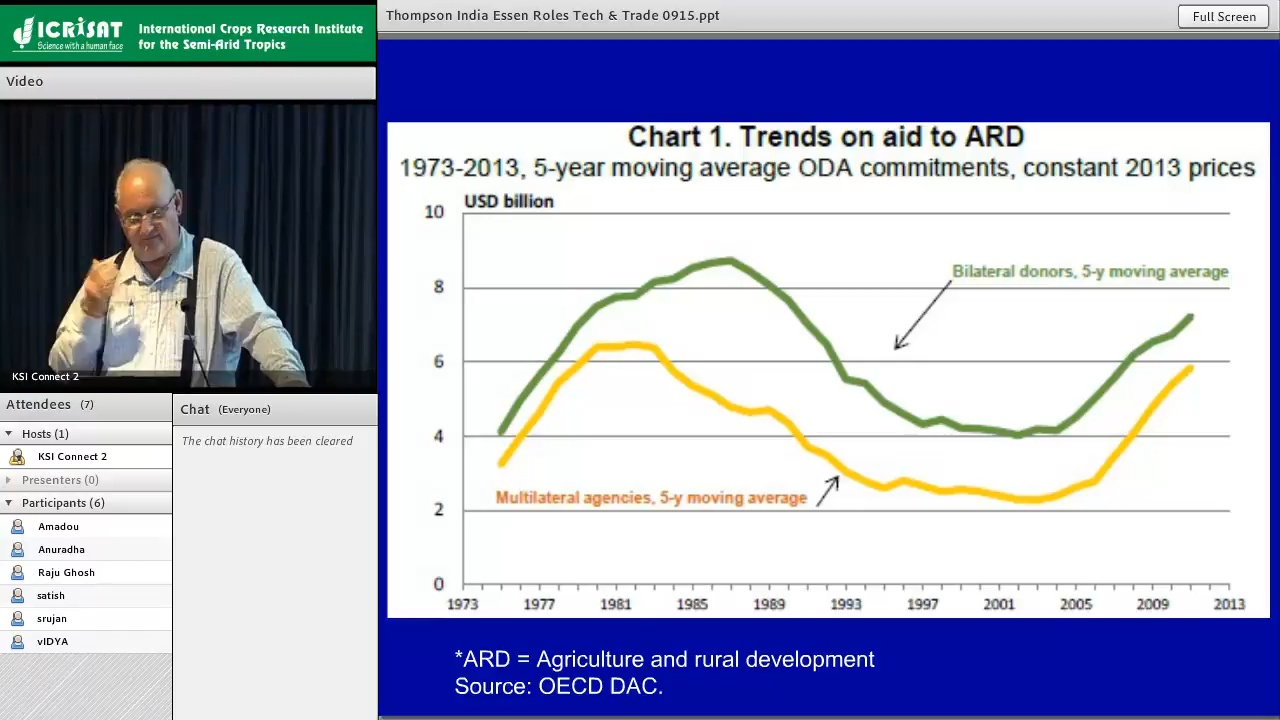 ICRISAT
Science with a human face
International Crops Research Institute
for the Semi-Arid Tropics
Thompson India Essen Roles Tech & Trade 0915.ppt
Full Screen
Video
KSI Connect 2
Attendees (7)
Hosts (1)
KSI Connect 2
Presenters (0)
Participants (6)
Amadou
Anuradha
Raju Ghosh
satish
srujan
vIDYA
Chat (Everyone)
The chat history has been cleared
Chart 1. Trends on aid to ARD
1973-2013, 5-year moving average ODA commitments, constant 2013 prices
USD billion
10
8
6
4
2
0
Bilateral donors, 5-y moving average
Multilateral agencies, 5-y moving average
1973 1977 1981 1985 1989 1993 1997 2001 2005 2009 2013
*ARD = Agriculture and rural development
Source: OECD DAC.